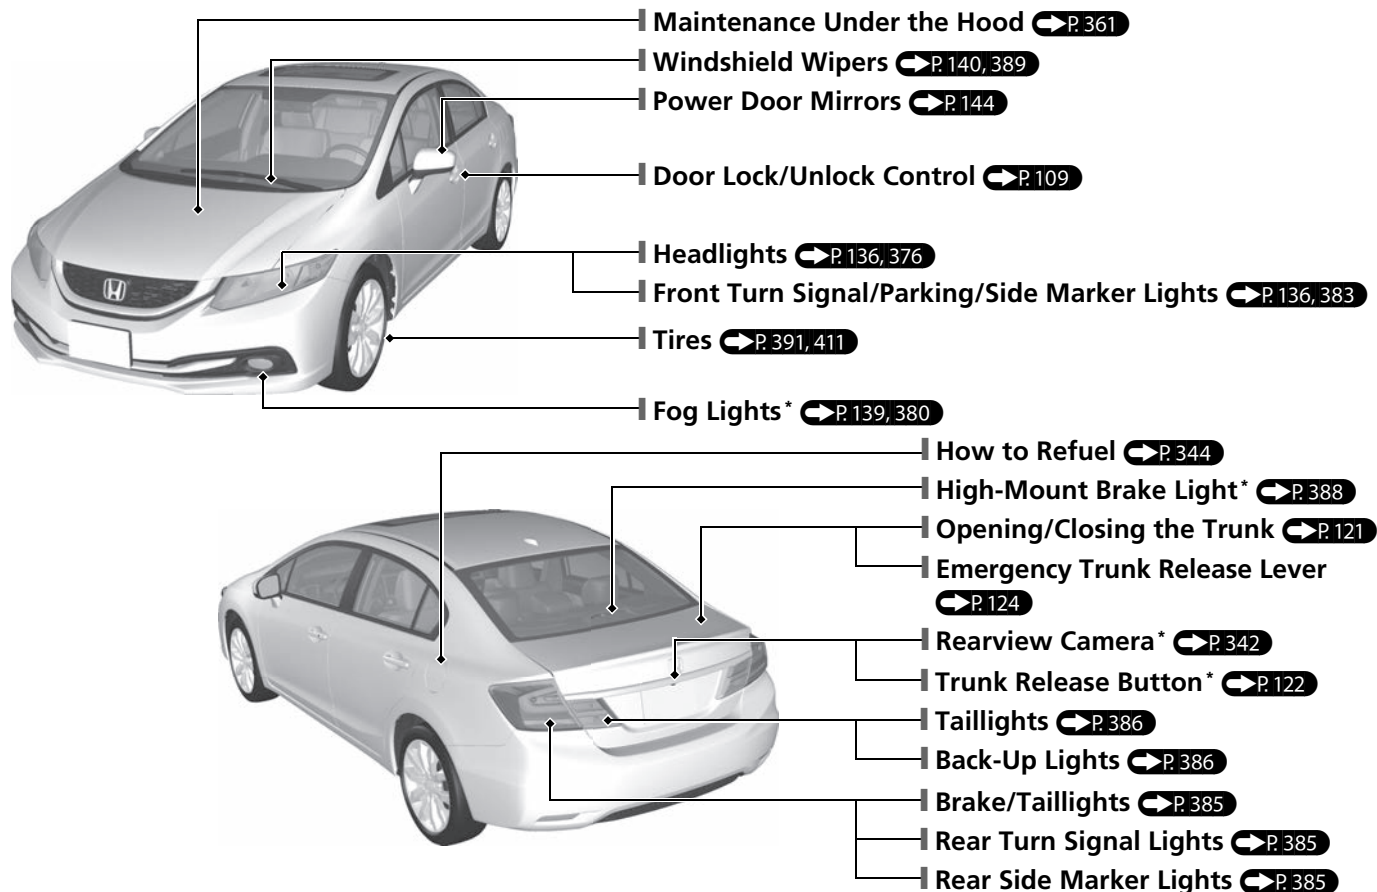 Maintenance Under the Hood P. 361
Windshield Wipers P. 140, 389
Power Door Mirrors P. 144
Door Lock/Unlock Control P. 109
Headlights P. 136, 376
Front Turn Signal/Parking/Side Marker Lights P. 136, 383
Tires P. 391, 411
Fog Lights* P. 139, 380
How to Refuel P. 344
High-Mount Brake Light* P. 388
Opening/Closing the Trunk P. 121
Emergency Trunk Release Lever
P. 124
Rearview Camera* P. 342
Trunk Release Button* P. 122
Taillights P. 386
Back-Up Lights P. 386
Brake/Taillights P. 385
Rear Turn Signal Lights P. 385
Rear Side Marker Lights P. 385